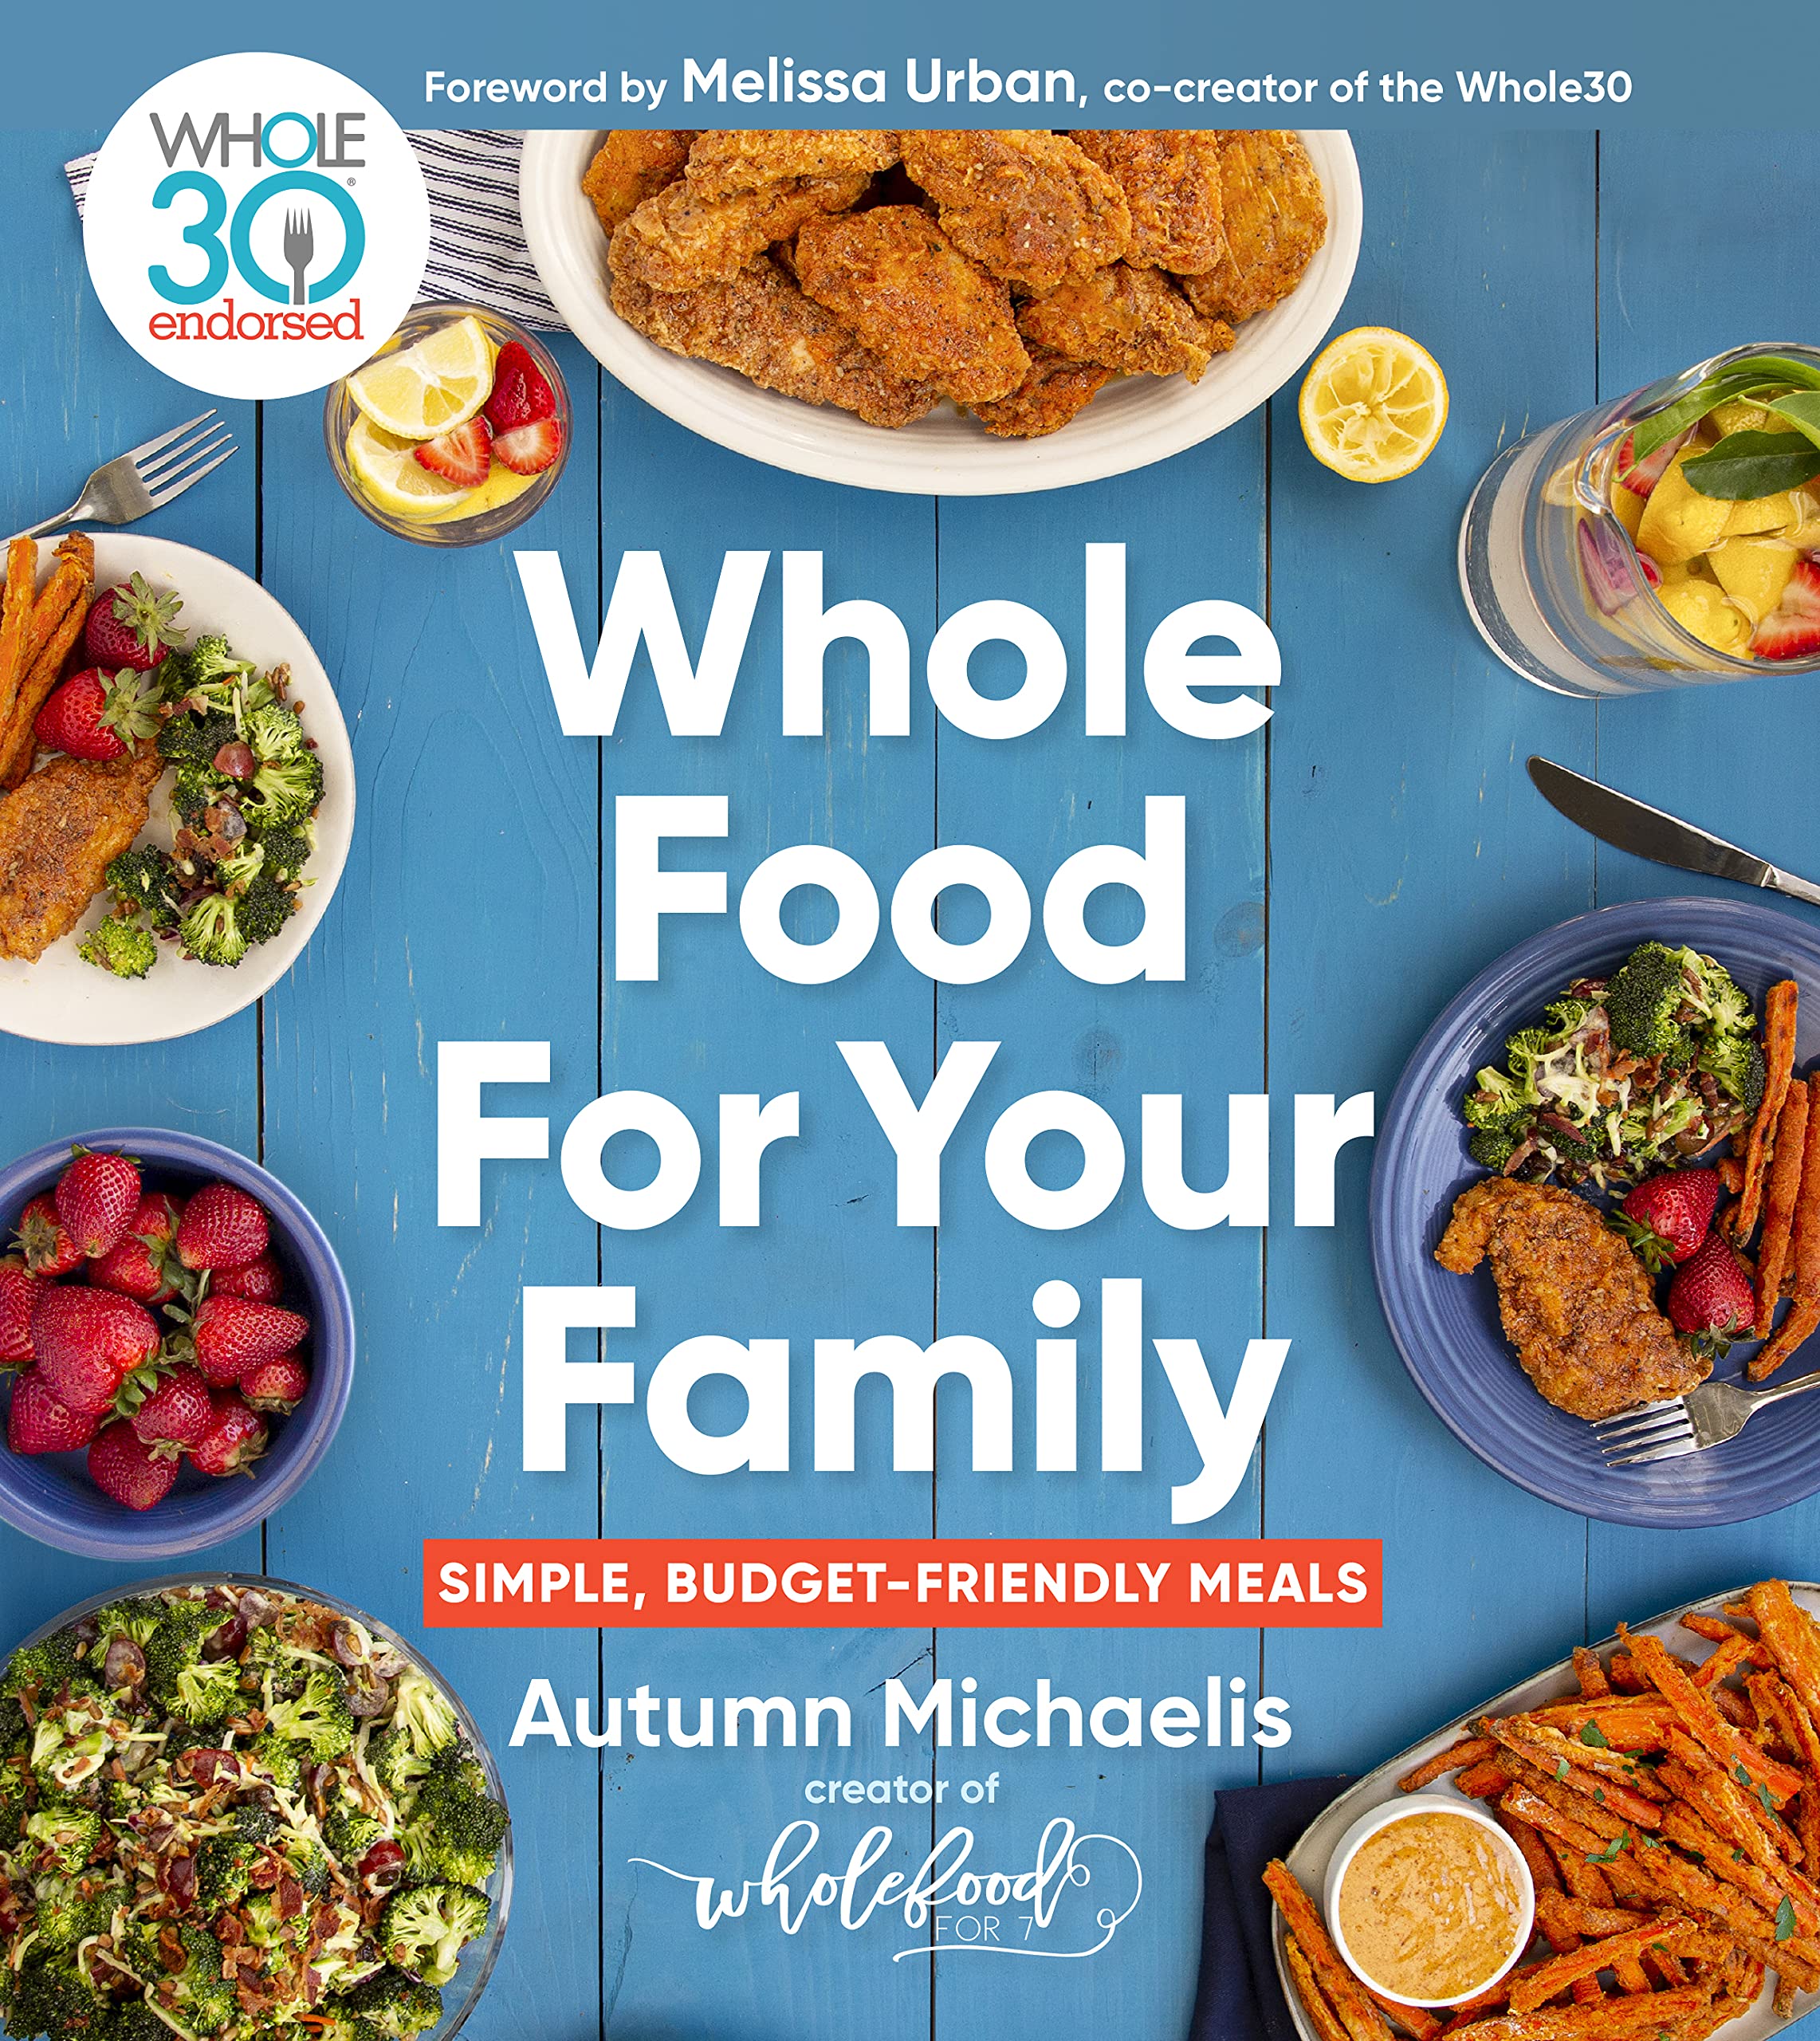 Foreword by Melissa Urban, co-creator of the Whole30
WHOLE
30®
endorsed
Whole
Food
For Your
Family
SIMPLE, BUDGET-FRIENDLY MEALS
Autumn Michaelis
creator of
wholefood
FOR 7